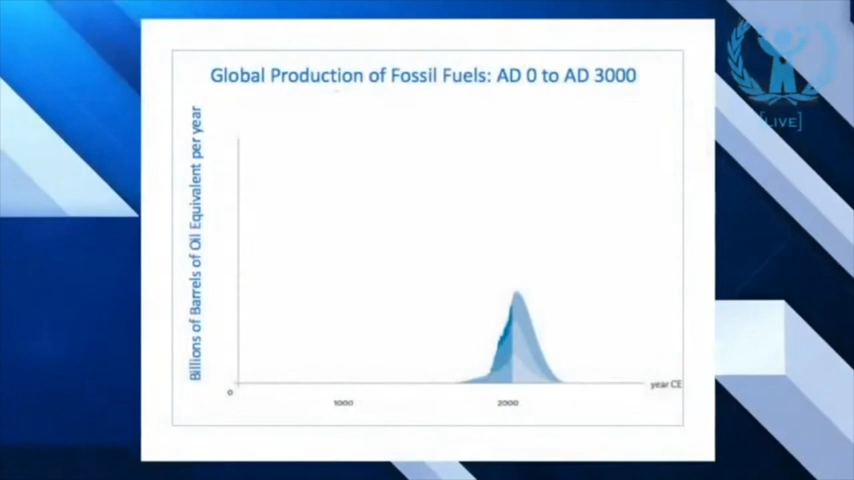 Global Production of Fossil Fuels: AD 0 to AD 3000
Billions of Barrels of Oil Equivalent per year
0
1000
2000
year CE
[LIVE]